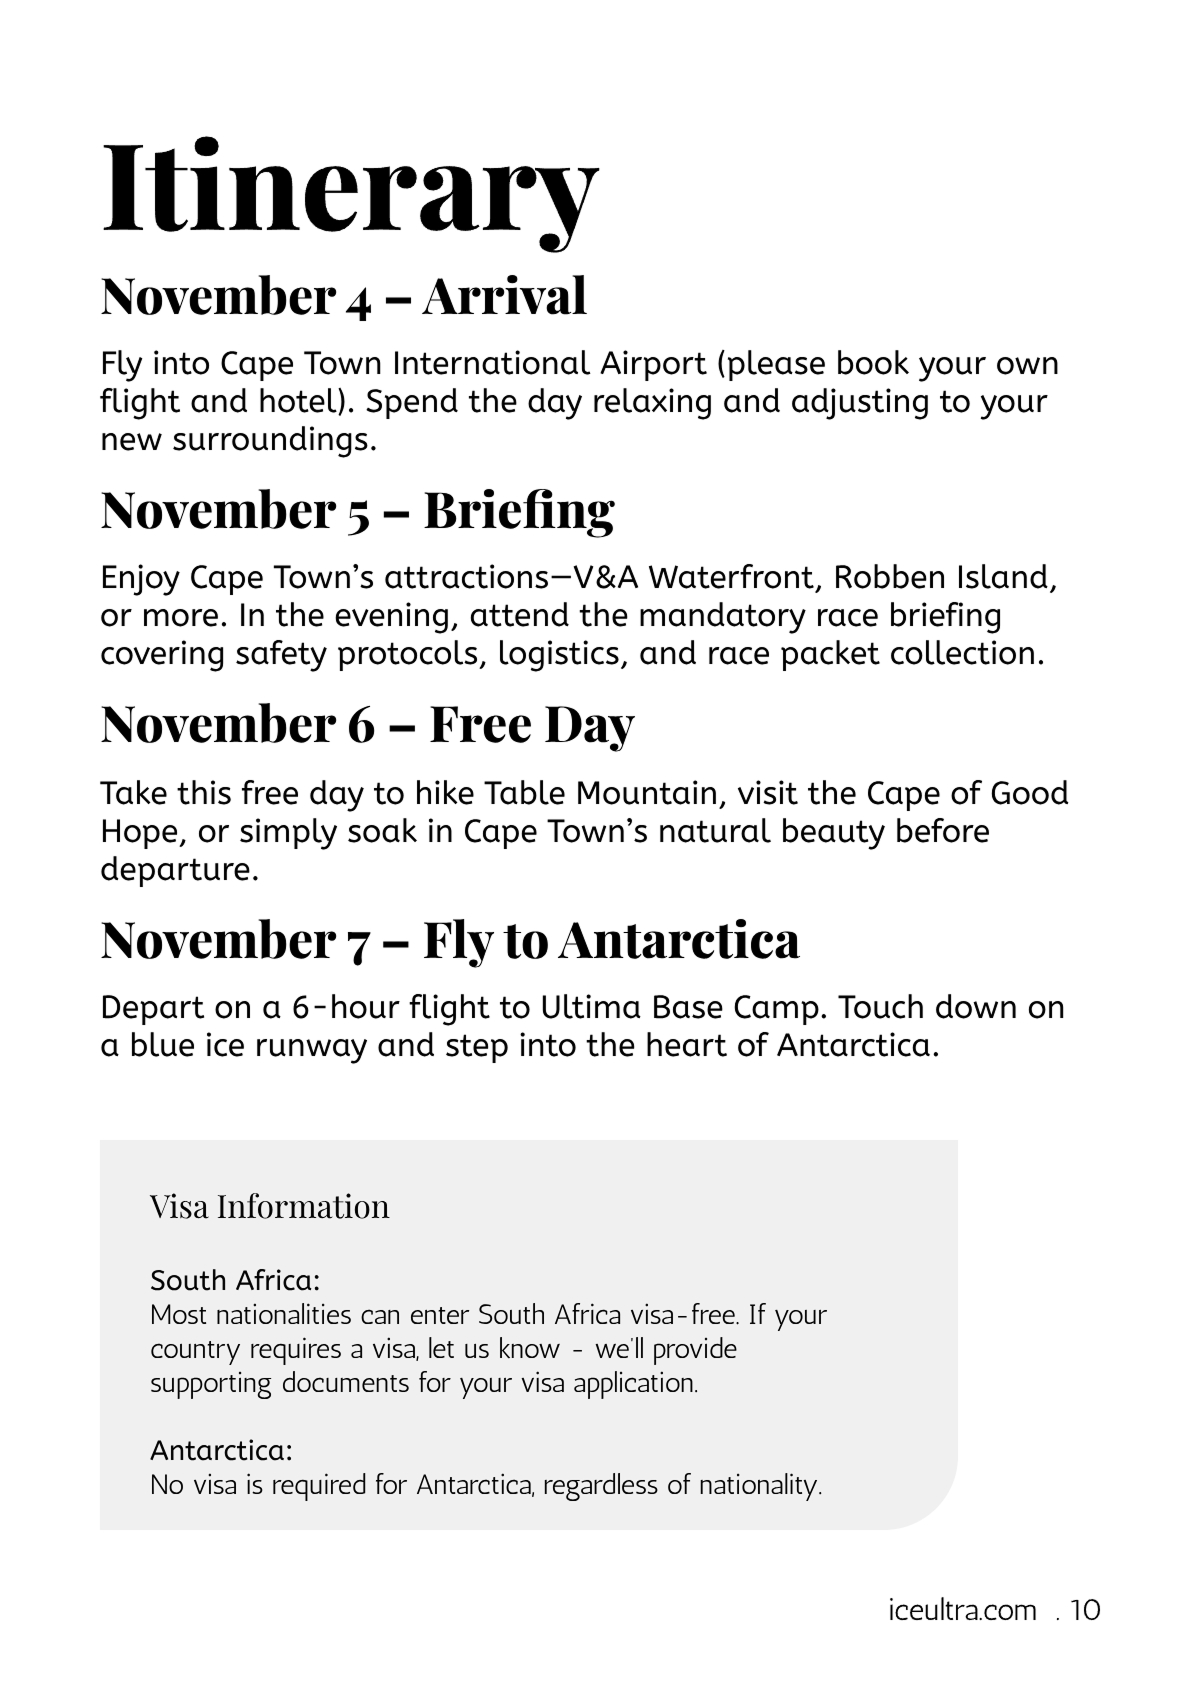 Itinerary
November 4 – Arrival
Fly into Cape Town International Airport (please book your own
flight and hotel). Spend the day relaxing and adjusting to your
new surroundings.
November 5 – Briefing
Enjoy Cape Town’s attractions—V&A Waterfront, Robben Island,
or more. In the evening, attend the mandatory race briefing
covering safety protocols, logistics, and race packet collection.
November 6 – Free Day
Take this free day to hike Table Mountain, visit the Cape of Good
Hope, or simply soak in Cape Town’s natural beauty before
departure.
November 7 – Fly to Antarctica
Depart on a 6-hour flight to Ultima Base Camp. Touch down on
a blue ice runway and step into the heart of Antarctica.
Visa Information
South Africa:
Most nationalities can enter South Africa visa-free. If your
country requires a visa, let us know - we'll provide
supporting documents for your visa application.
Antarctica:
No visa is required for Antarctica, regardless of nationality.
iceultra.com . 10